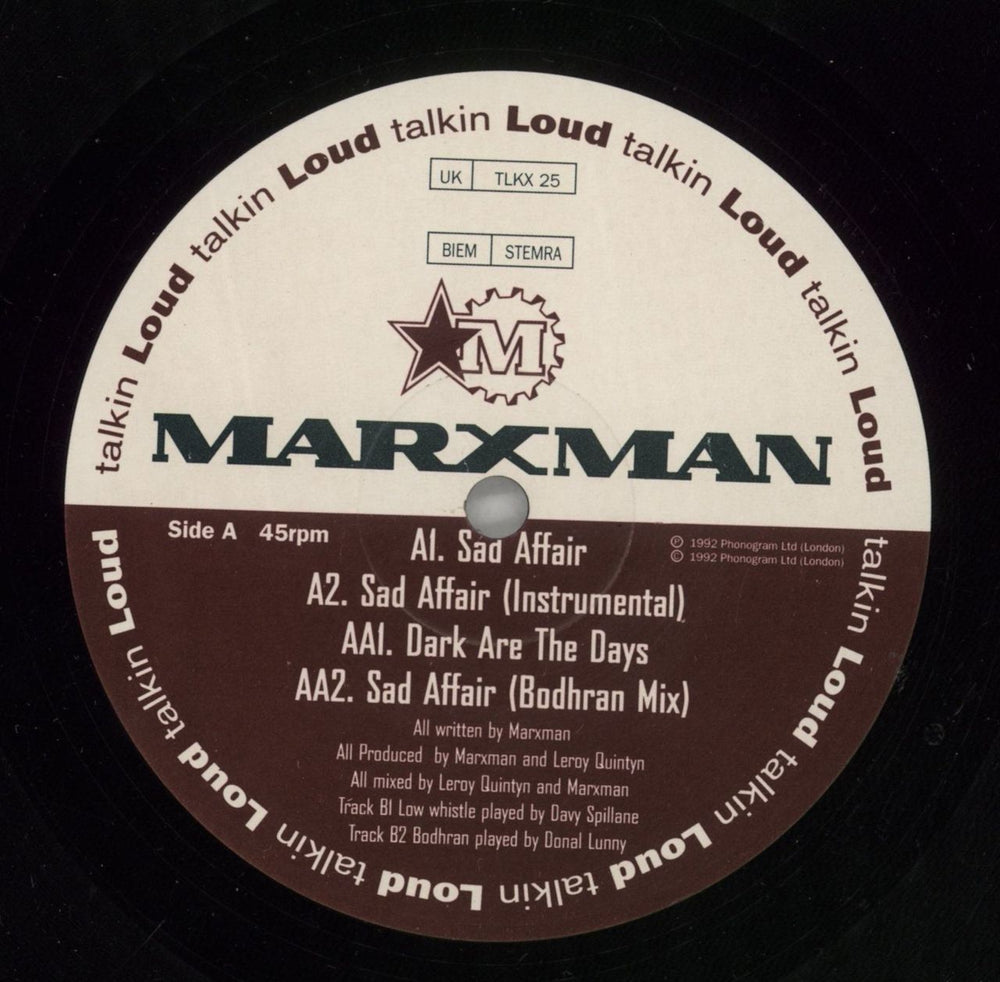 talkin Loud talkin Loud talkin Loud talkin Loud talkin Loud
UK TLKX 25
BIEM STEMRA
M
MARXMAN
Side A 45rpm
℗ 1992 Phonogram Ltd (London)
© 1992 Phonogram Ltd (London)
A1. Sad Affair
A2. Sad Affair (Instrumental)
AA1. Dark Are The Days
AA2. Sad Affair (Bodhran Mix)
All written by Marxman
All Produced by Marxman and Leroy Quintyn
All mixed by Leroy Quintyn and Marxman
Track B1 Low whistle played by Davy Spillane
Track B2 Bodhran played by Donal Lunny
talkin Loud talkin Loud talkin Loud talkin Loud talkin Loud